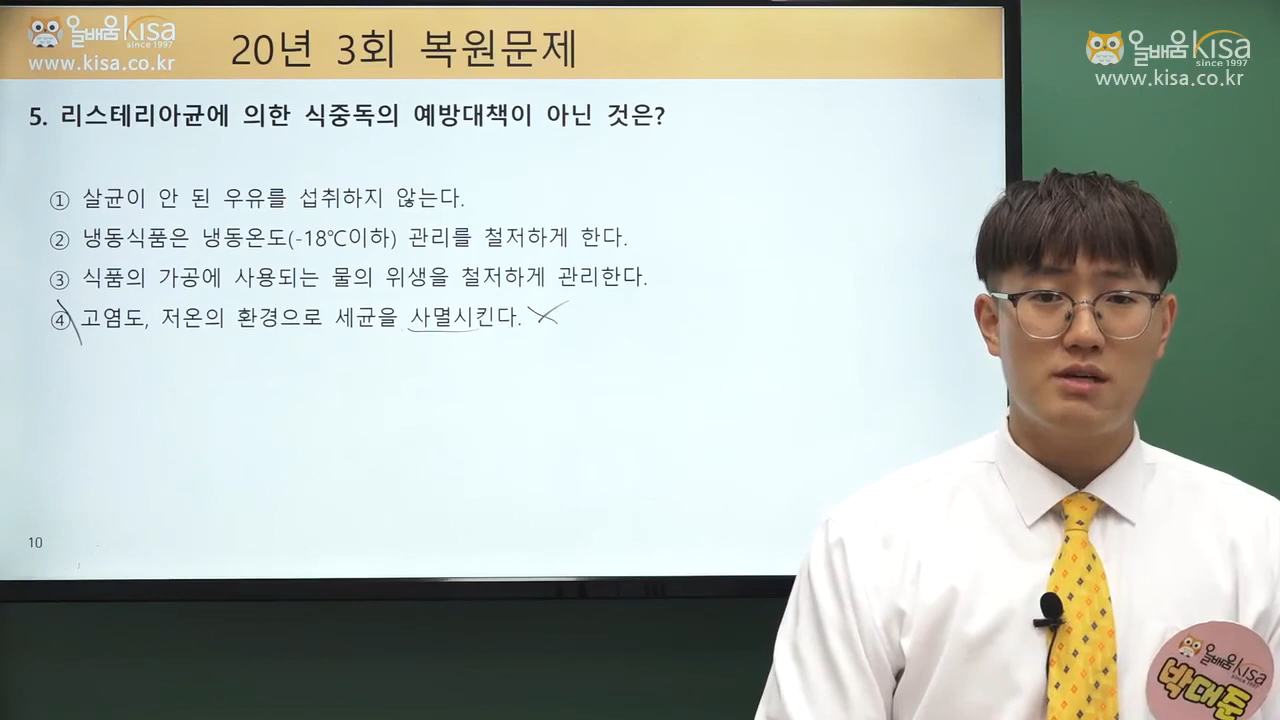 올배움kisa
since 1997
www.kisa.co.kr
20년 3회 복원문제
올배움kisa
since 1997
www.kisa.co.kr
5. 리스테리아균에 의한 식중독의 예방대책이 아닌 것은?
① 살균이 안 된 우유를 섭취하지 않는다.
② 냉동식품은 냉동온도(-18℃이하) 관리를 철저하게 한다.
③ 식품의 가공에 사용되는 물의 위생을 철저하게 관리한다.
④ 고염도, 저온의 환경으로 세균을 사멸시킨다.
10
올배움kisa
since 1997
박대준